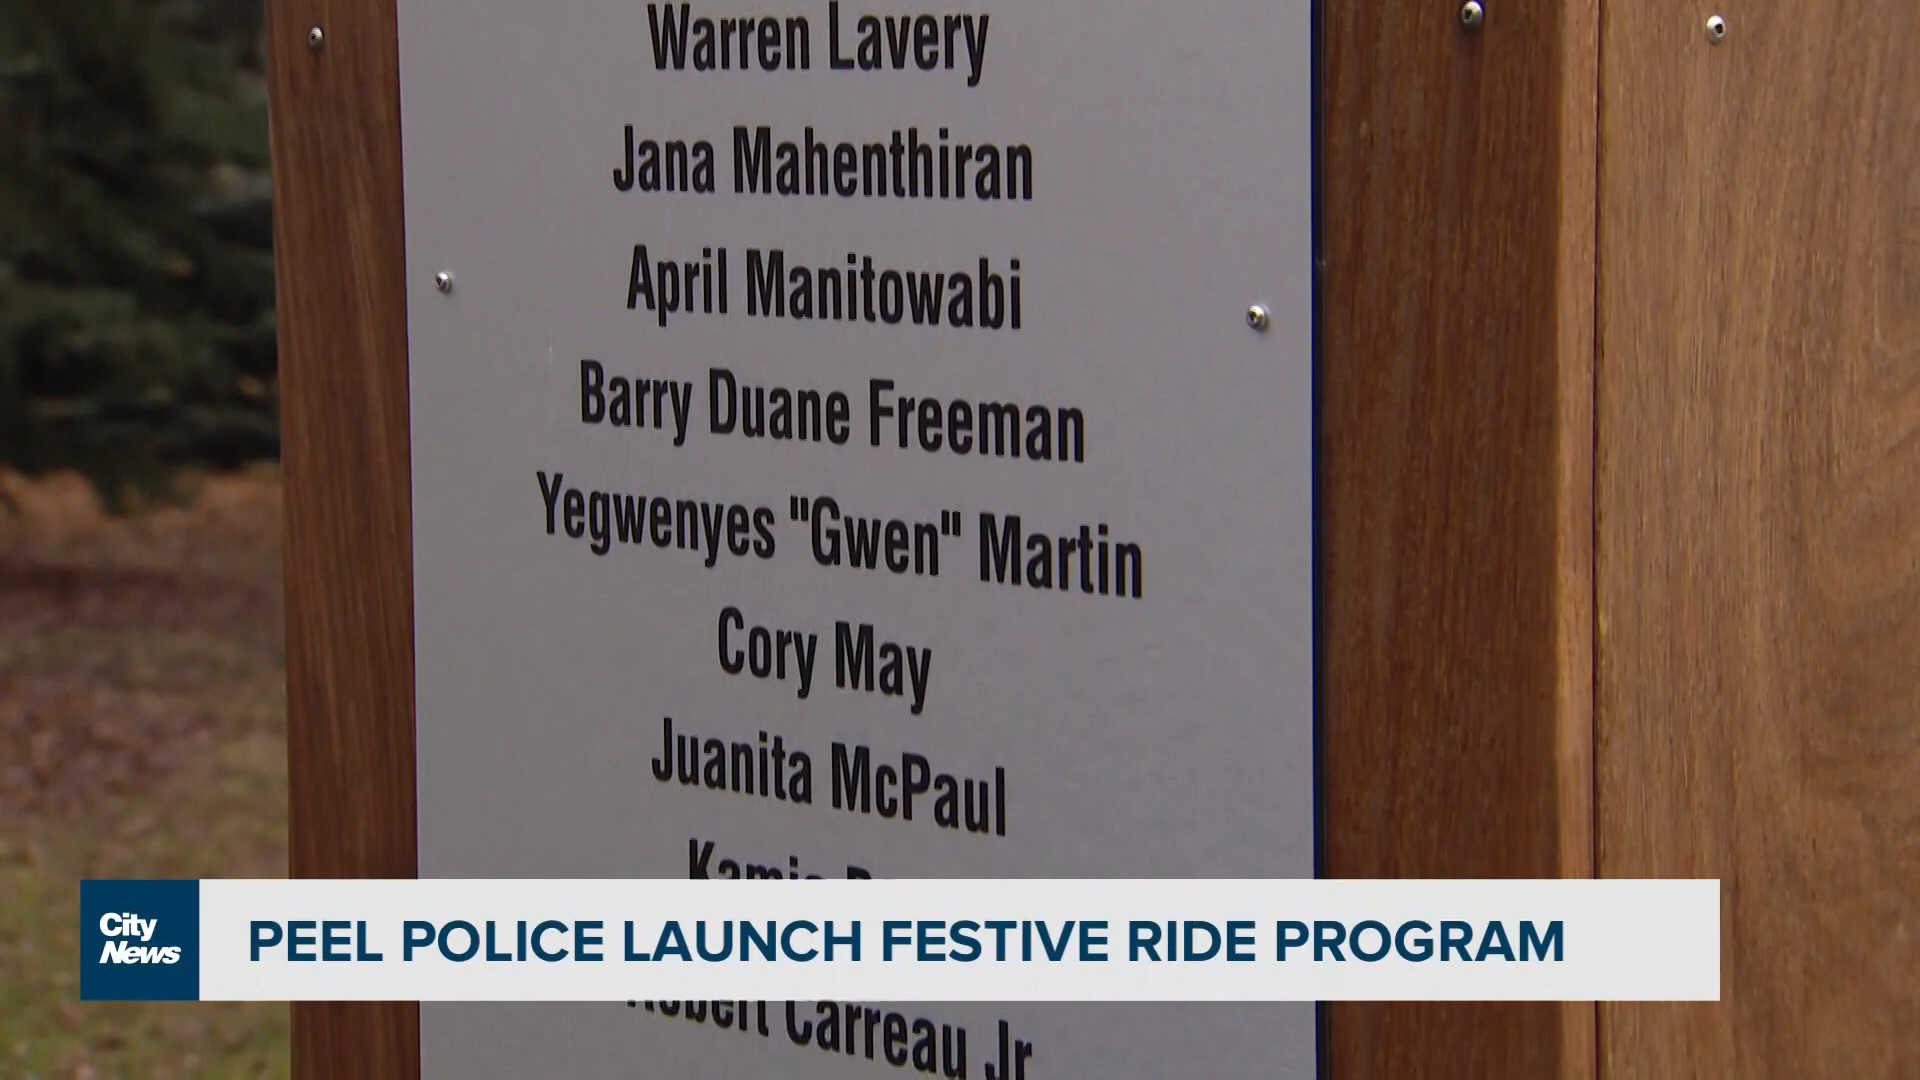 Warren Lavery
Jana Mahenthiran
April Manitowabi
Barry Duane Freeman
Yegwenyes "Gwen" Martin
Cory May
Juanita McPaul
City
News
PEEL POLICE LAUNCH FESTIVE RIDE PROGRAM
Robert Carreau Jr